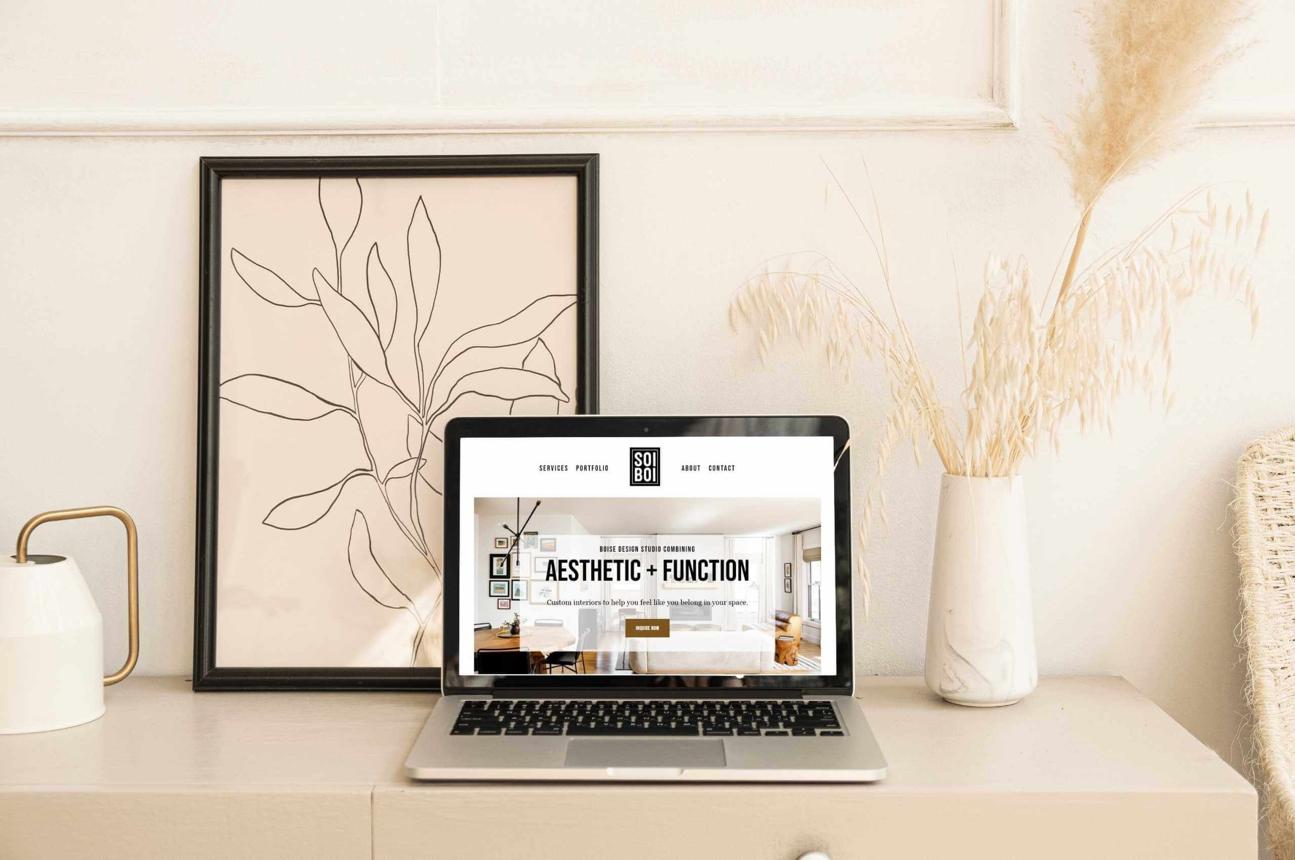 SERVICES PORTFOLIO
SOI
BOI
ABOUT CONTACT
BOISE DESIGN STUDIO COMBINING
AESTHETIC + FUNCTION
Custom interiors to help you feel like you belong in your space.
INQUIRE NOW